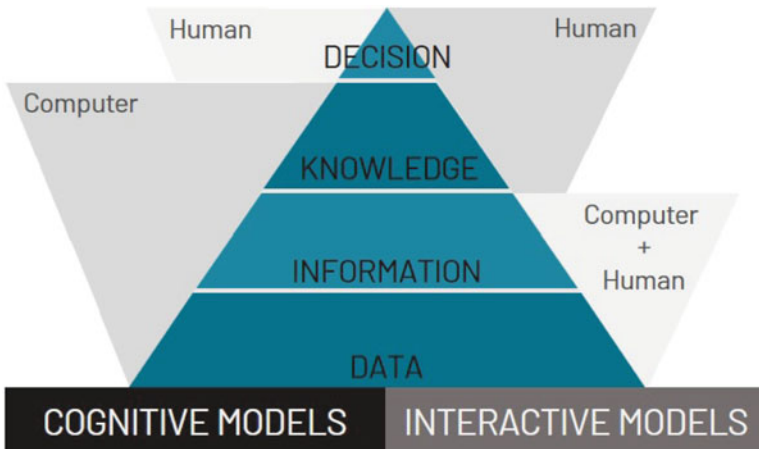 Human
Human
DECISION
Computer
KNOWLEDGE
Computer
+
Human
INFORMATION
DATA
COGNITIVE MODELS
INTERACTIVE MODELS